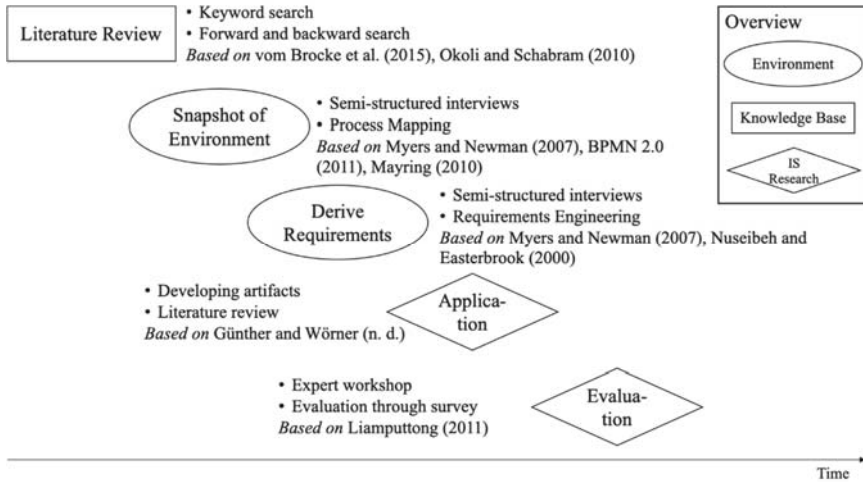 Literature Review
• Keyword search
• Forward and backward search
Based on vom Brocke et al. (2015), Okoli and Schabram (2010)
Snapshot of
Environment
• Semi-structured interviews
• Process Mapping
Based on Myers and Newman (2007), BPMN 2.0
(2011), Mayring (2010)
Derive
Requirements
• Semi-structured interviews
• Requirements Engineering
Based on Myers and Newman (2007), Nuseibeh and
Easterbrook (2000)
• Developing artifacts
• Literature review
Based on Günther and Wörner (n. d.)
Applica-
tion
• Expert workshop
• Evaluation through survey
Based on Liamputtong (2011)
Evalua-
tion
Overview
Environment
Knowledge Base
IS
Research
Time